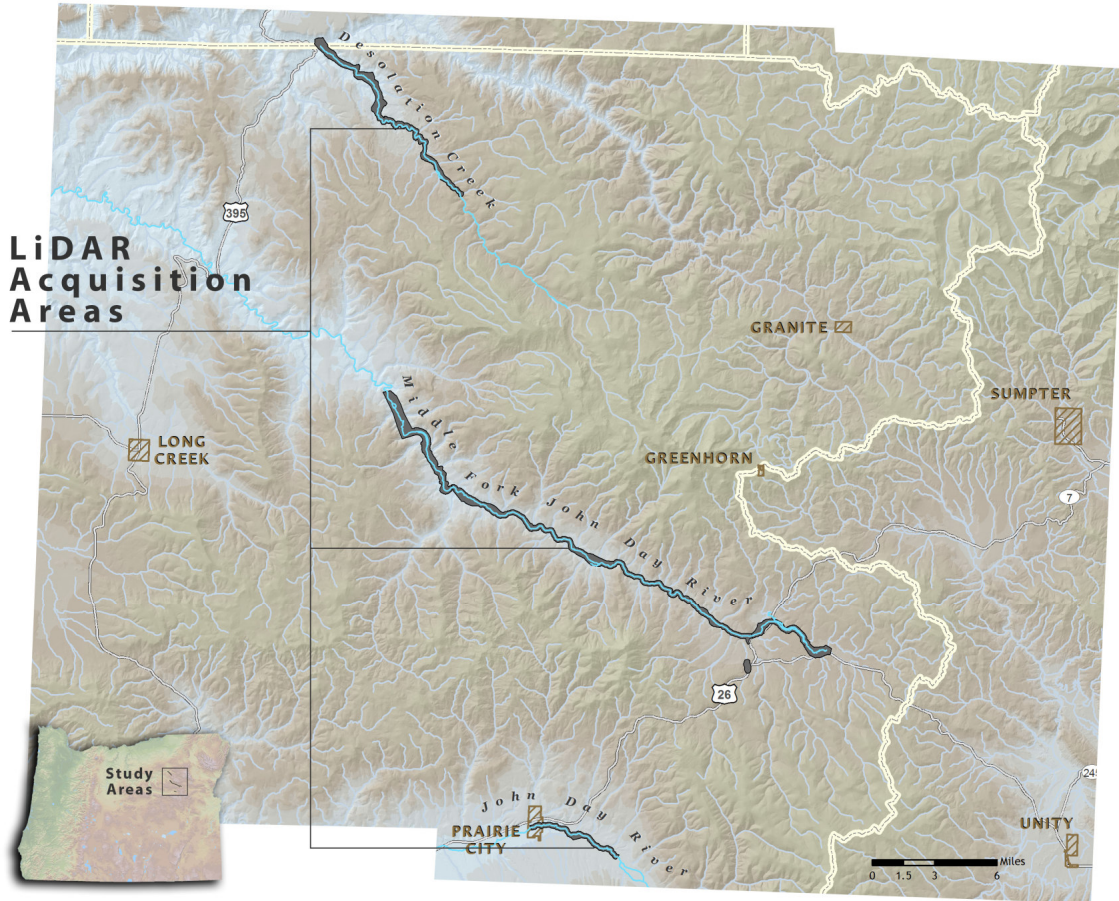 Desolation Creek
395
LiDAR
Acquisition
Areas
GRANITE
SUMPTER
Middle Fork John Day River
LONG
CREEK
GREENHORN
7
26
Study
Areas
John Day River
PRAIRIE
CITY
UNITY
Miles
0 1.5 3 6